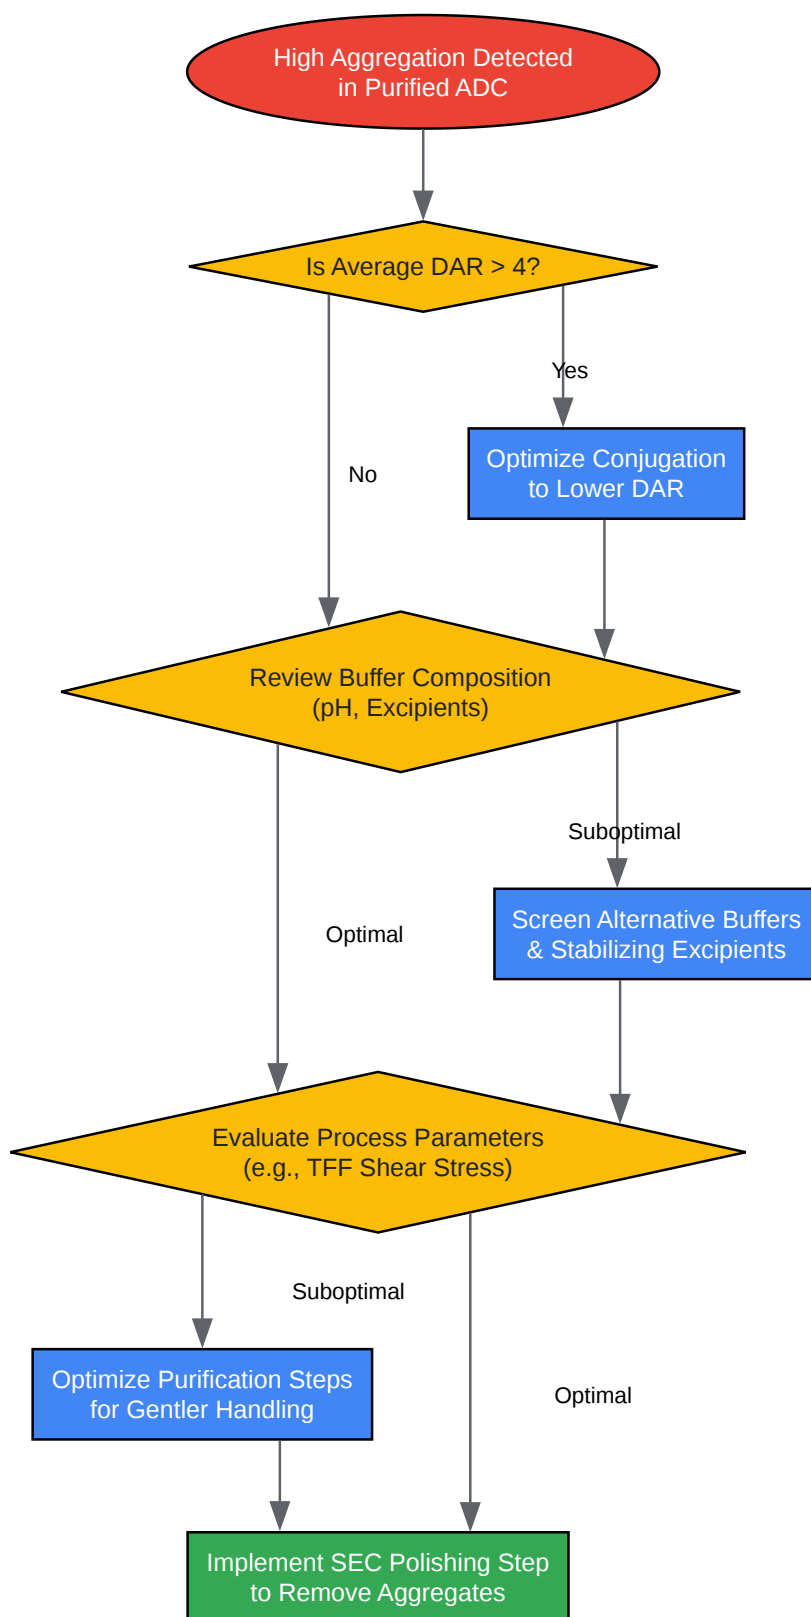 High Aggregation Detected
in Purified ADC
Is Average DAR > 4?
Yes
Optimize Conjugation
to Lower DAR
No
Review Buffer Composition
(pH, Excipients)
Suboptimal
Screen Alternative Buffers
& Stabilizing Excipients
Optimal
Evaluate Process Parameters
(e.g., TFF Shear Stress)
Suboptimal
Optimize Purification Steps
for Gentler Handling
Optimal
Implement SEC Polishing Step
to Remove Aggregates